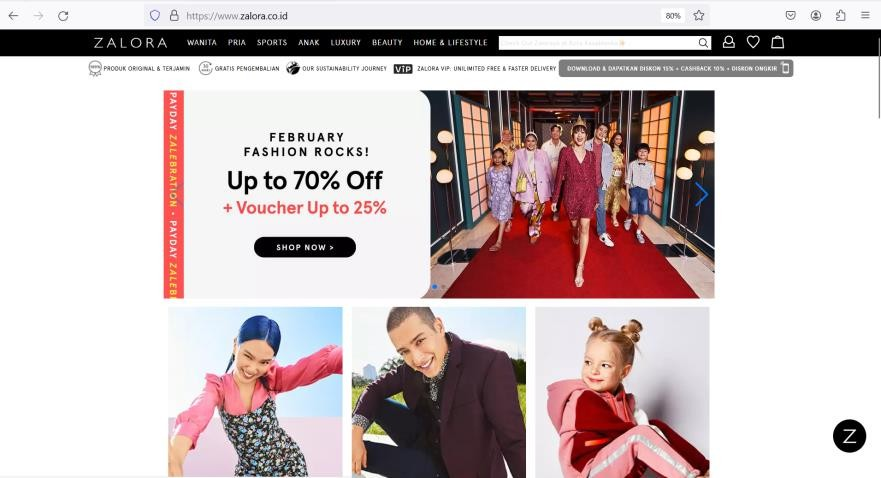 https://www.zalora.co.id
80%
ZALORA WANITA PRIA SPORTS ANAK LUXURY BEAUTY HOME & LIFESTYLE
PRODUK ORIGINAL & TERJAMIN GRATIS PENGEMBALIAN OUR SUSTAINABILITY JOURNEY VIP ZALORA VIP: UNLIMITED FREE & FASTER DELIVERY DOWNLOAD & DAPATKAN DISKON 15% + CASHBACK 10% + DISKON ONGKIR
PAYDAY ZALEBRATION • PAYDAY ZALEB
FEBRUARY
FASHION ROCKS!
Up to 70% Off
+ Voucher Up to 25%
SHOP NOW >
Z